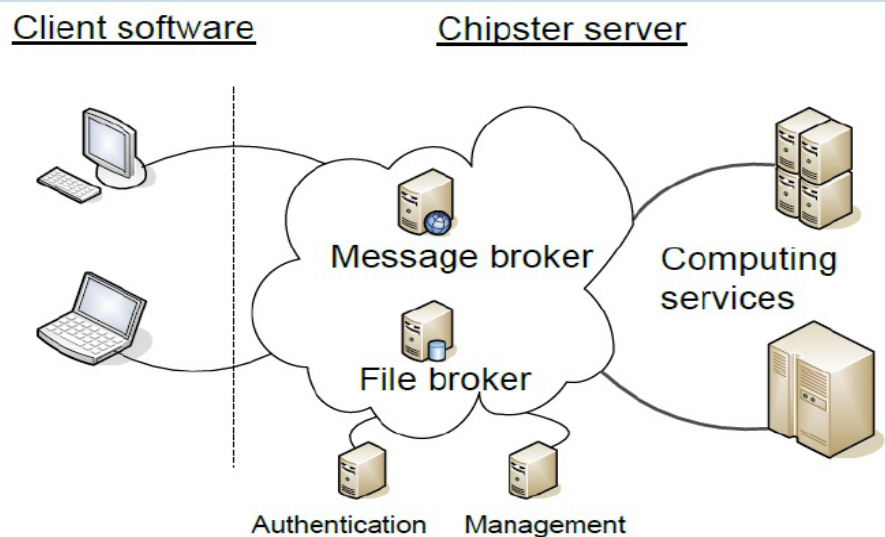 Client software
Chipster server
Message broker
Computing
services
File broker
Authentication
Management